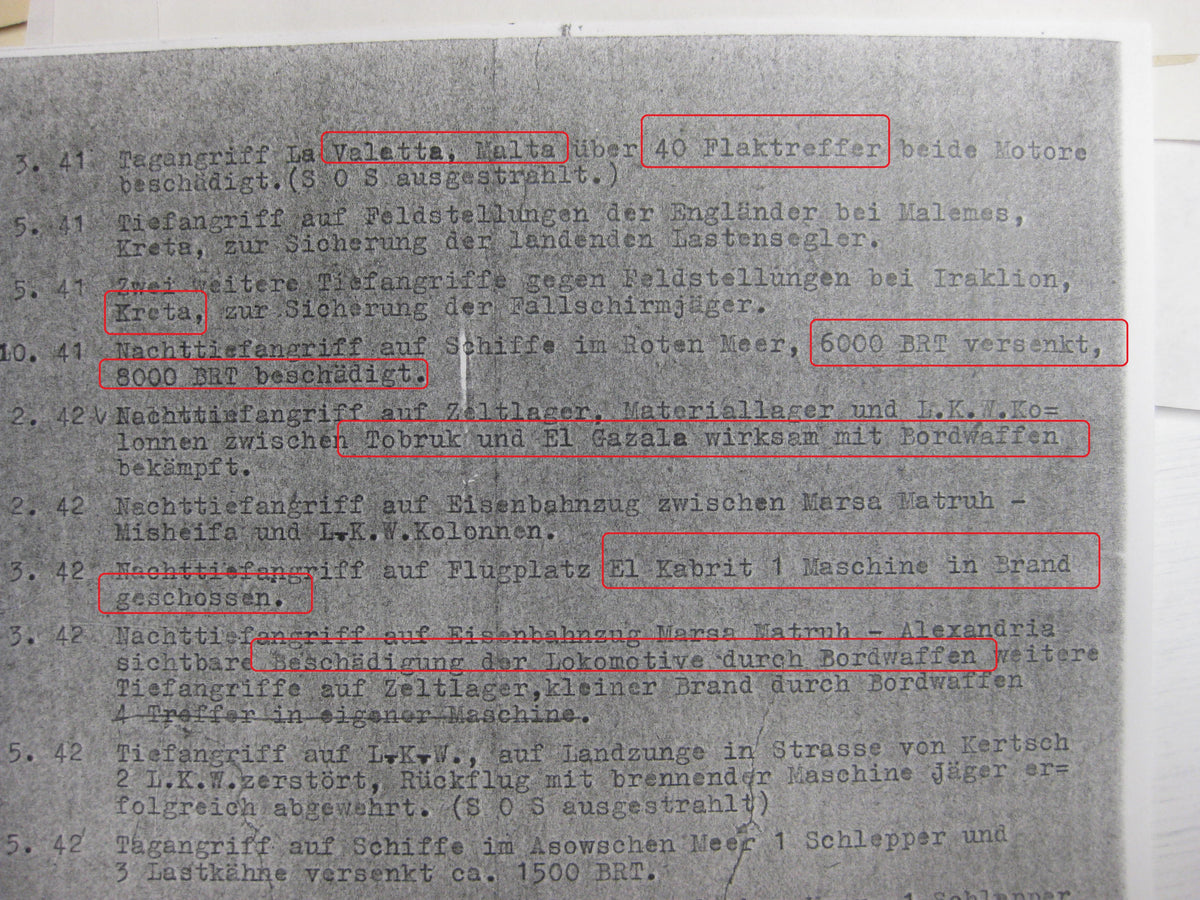 3. 41 Tagangriff La Valetta, Malta über 40 Flaktreffer beide Motore
beschädigt.(S O S ausgestrahlt.)
5. 41 Tiefangriff auf Feldstellungen der Engländer bei Malemes,
Kreta, zur Sicherung der landenden Lastensegler.
5. 41 Zwei weitere Tiefangriffe gegen Feldstellungen bei Iraklion,
Kreta, zur Sicherung der Fallschirmjäger.
10. 41 Nachttiefangriff auf Schiffe im Roten Meer, 6000 BRT versenkt,
8000 BRT beschädigt.
2. 42 Nachttiefangriff auf Zeltlager, Materiallager und L.K.W.Ko=
lonnen zwischen Tobruk und El Gazala wirksam mit Bordwaffen
bekämpft.
2. 42 Nachttiefangriff auf Eisenbahnzug zwischen Marsa Matruh -
Misheifa und L.K.W.Kolonnen.
3. 42 Nachttiefangriff auf Flugplatz El Kabrit 1 Maschine in Brand
geschossen.
3. 42 Nachttiefangriff auf Eisenbahnzug Marsa Matruh - Alexandria
sichtbare Beschädigung der Lokomotive durch Bordwaffen weitere
Tiefangriffe auf Zeltlager,kleiner Brand durch Bordwaffen
4 Treffer in eigener Maschine.
5. 42 Tiefangriff auf L.K.W., auf Landzunge in Strasse von Kertsch
2 L.K.W.zerstört, Rückflug mit brennender Maschine Jäger er=
folgreich abgewehrt. (S O S ausgestrahlt)
5. 42 Tagangriff auf Schiffe im Asowschen Meer 1 Schlepper und
3 Lastkähne versenkt ca. 1500 BRT.
1 Schlepper